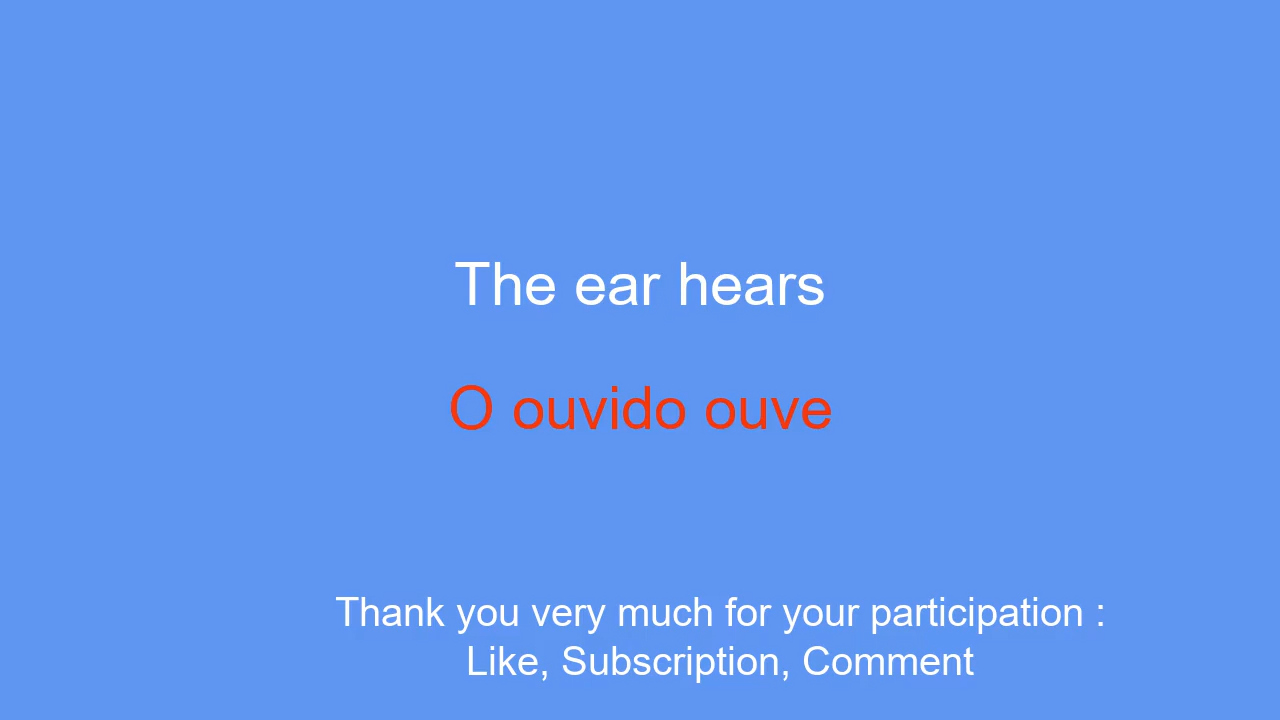 The ear hears
O ouvido ouve
Thank you very much for your participation :
Like, Subscription, Comment